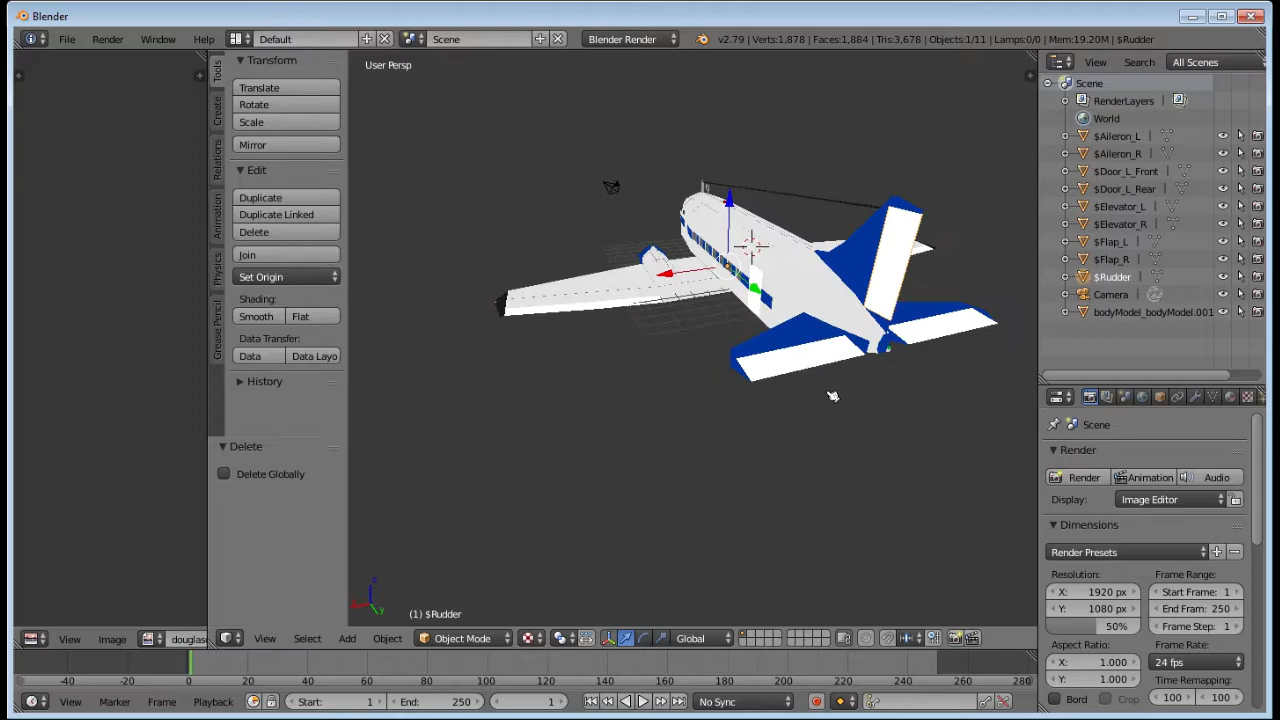 Blender
File Render Window Help Default Scene Blender Render v2.79 | Verts:1,878 | Faces:1,884 | Tris:3,678 | Objects:1/11 | Lamps:0/0 | Mem:19.20M | $Rudder
Tools
Create
Relations
Animation
Physics
Grease Pencil
Transform
Translate
Rotate
Scale
Mirror
Edit
Duplicate
Duplicate Linked
Delete
Join
Set Origin
Shading:
Smooth Flat
Data Transfer:
Data Data Layo
History
Delete
Delete Globally
User Persp
(1) $Rudder
View Search All Scenes
Scene
RenderLayers
World
$Aileron_L
$Aileron_R
$Door_L_Front
$Door_L_Rear
$Elevator_L
$Elevator_R
$Flap_L
$Flap_R
$Rudder
Camera
bodyModel_bodyModel.001
Scene
Render
Render Animation Audio
Display: Image Editor
Dimensions
Render Presets
Resolution: Frame Range:
X: 1920 px Start Frame: 1
Y: 1080 px End Fram: 250
50% Frame Step: 1
Aspect Ratio: Frame Rate:
X: 1.000 24 fps
Y: 1.000 Time Remapping:
Bord Crop 100 100
View Image douglas
View Select Add Object Object Mode Global
-40 -20 0 20 40 60 80 100 120 140 160 180 200 220 240 260 280
View Marker Frame Playback Start: 1 End: 250 1 No Sync